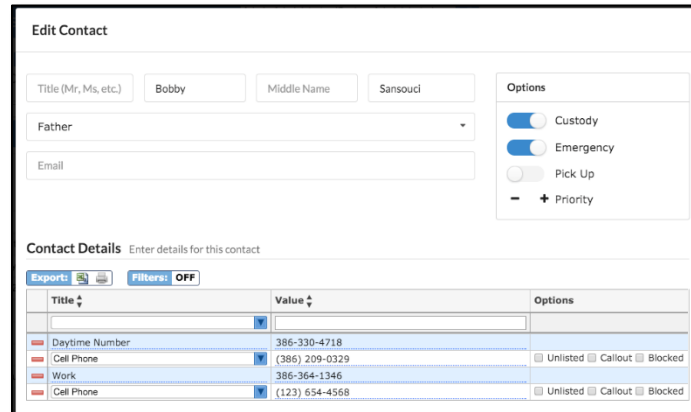 Edit Contact
Title (Mr, Ms, etc.) Bobby Middle Name Sansouci
Father
Email
Options
Custody
Emergency
Pick Up
Priority
Contact Details Enter details for this contact
Export: Filters: OFF
Title Value Options
Daytime Number 386-330-4718
Cell Phone (386) 209-0329 Unlisted Callout Blocked
Work 386-364-1346
Cell Phone (123) 654-4568 Unlisted Callout Blocked